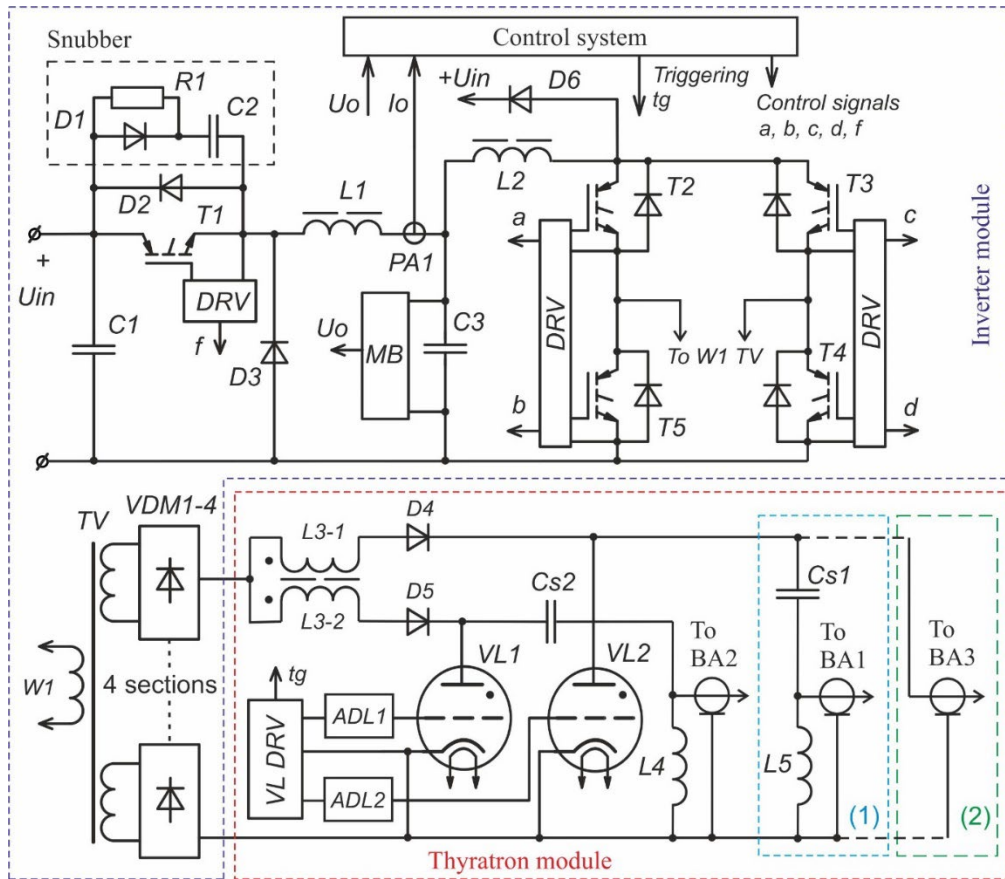 Snubber
Control system
R1
D1
C2
Uo
Io
+Uin
D6
Triggering
tg
Control signals
a, b, c, d, f
D2
T1
L1
L2
T2
T3
a
c
+
Uin
PA1
DRV
f
C1
D3
Uo
MB
C3
DRV
To W1 TV
DRV
T4
b
T5
d
Inverter module
TV
VDM1-4
L3-1
D4
L3-2
D5
Cs2
Cs1
To
BA2
To
BA1
To
BA3
VL1
VL2
tg
W1
4 sections
VL DRV
ADL1
ADL2
L4
L5
(1)
(2)
Thyratron module